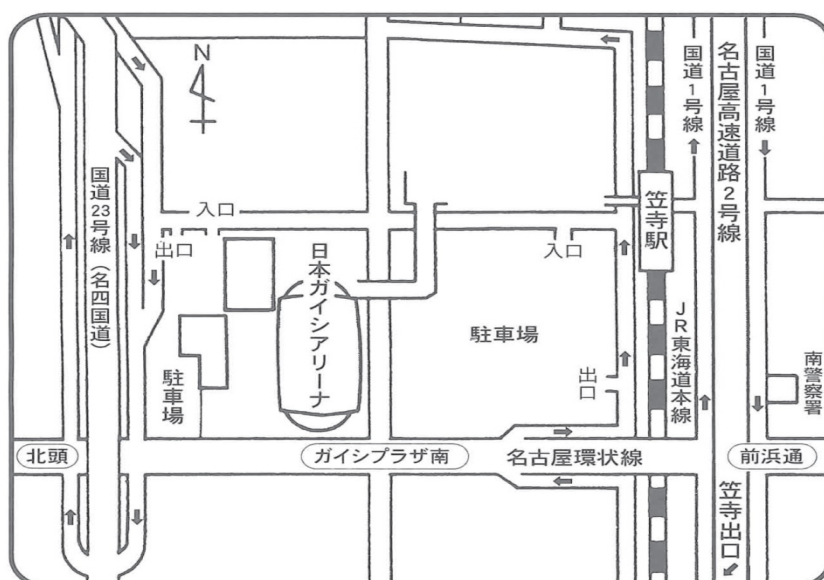 N
国道1号線
名古屋高速道路2号線
国道1号線
国道23号線(名四国道)
入口
出口
日本ガイシアリーナ
入口
笠寺駅
駐車場
JR東海道本線
駐車場
出口
南警察署
北頭
ガイシプラザ南
名古屋環状線
前浜通
笠寺出口